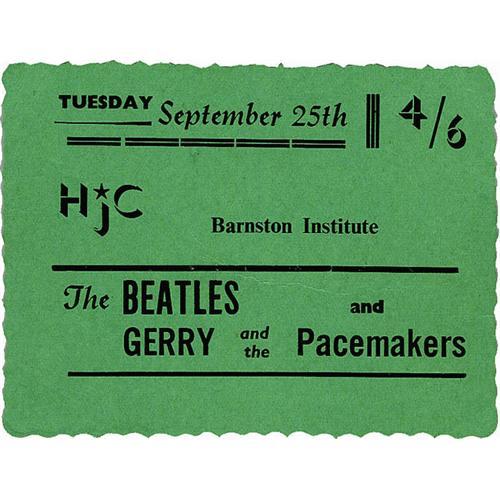 TUESDAY September 25th 4/6
HjC
Barnston Institute
The BEATLES and
GERRY and the Pacemakers